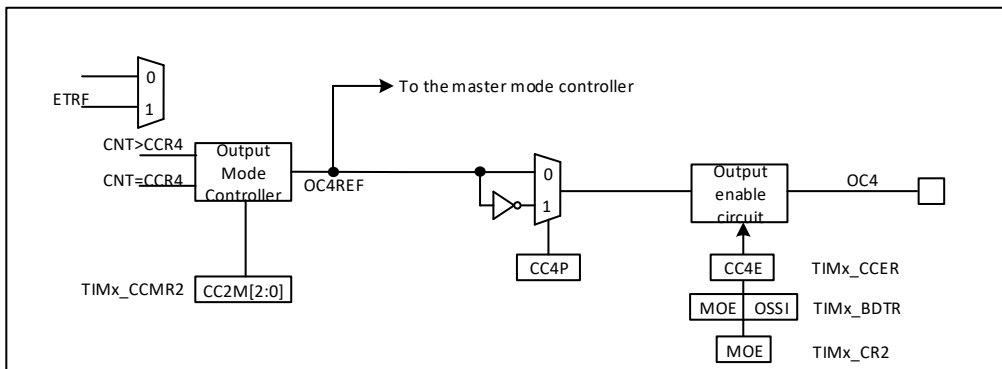 0
ETRF
1
To the master mode controller
CNT>CCR4
Output
Mode
Controller
CNT=CCR4
OC4REF
0
1
Output
enable
circuit
OC4
CC4P
CC4E
TIMx_CCER
TIMx_CCMR2
CC2M[2:0]
MOE
OSSI
TIMx_BDTR
MOE
TIMx_CR2